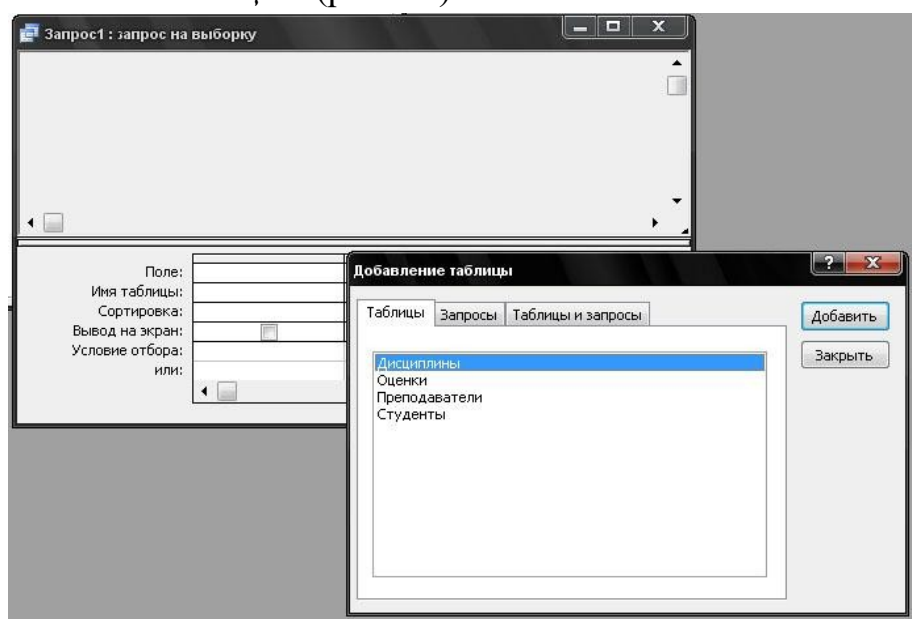 Запрос1 : запрос на выборку
Поле:
Имя таблицы:
Сортировка:
Вывод на экран:
Условие отбора:
или:
Добавление таблицы
Таблицы Запросы Таблицы и запросы
Добавить
Закрыть
Дисциплины
Оценки
Преподаватели
Студенты